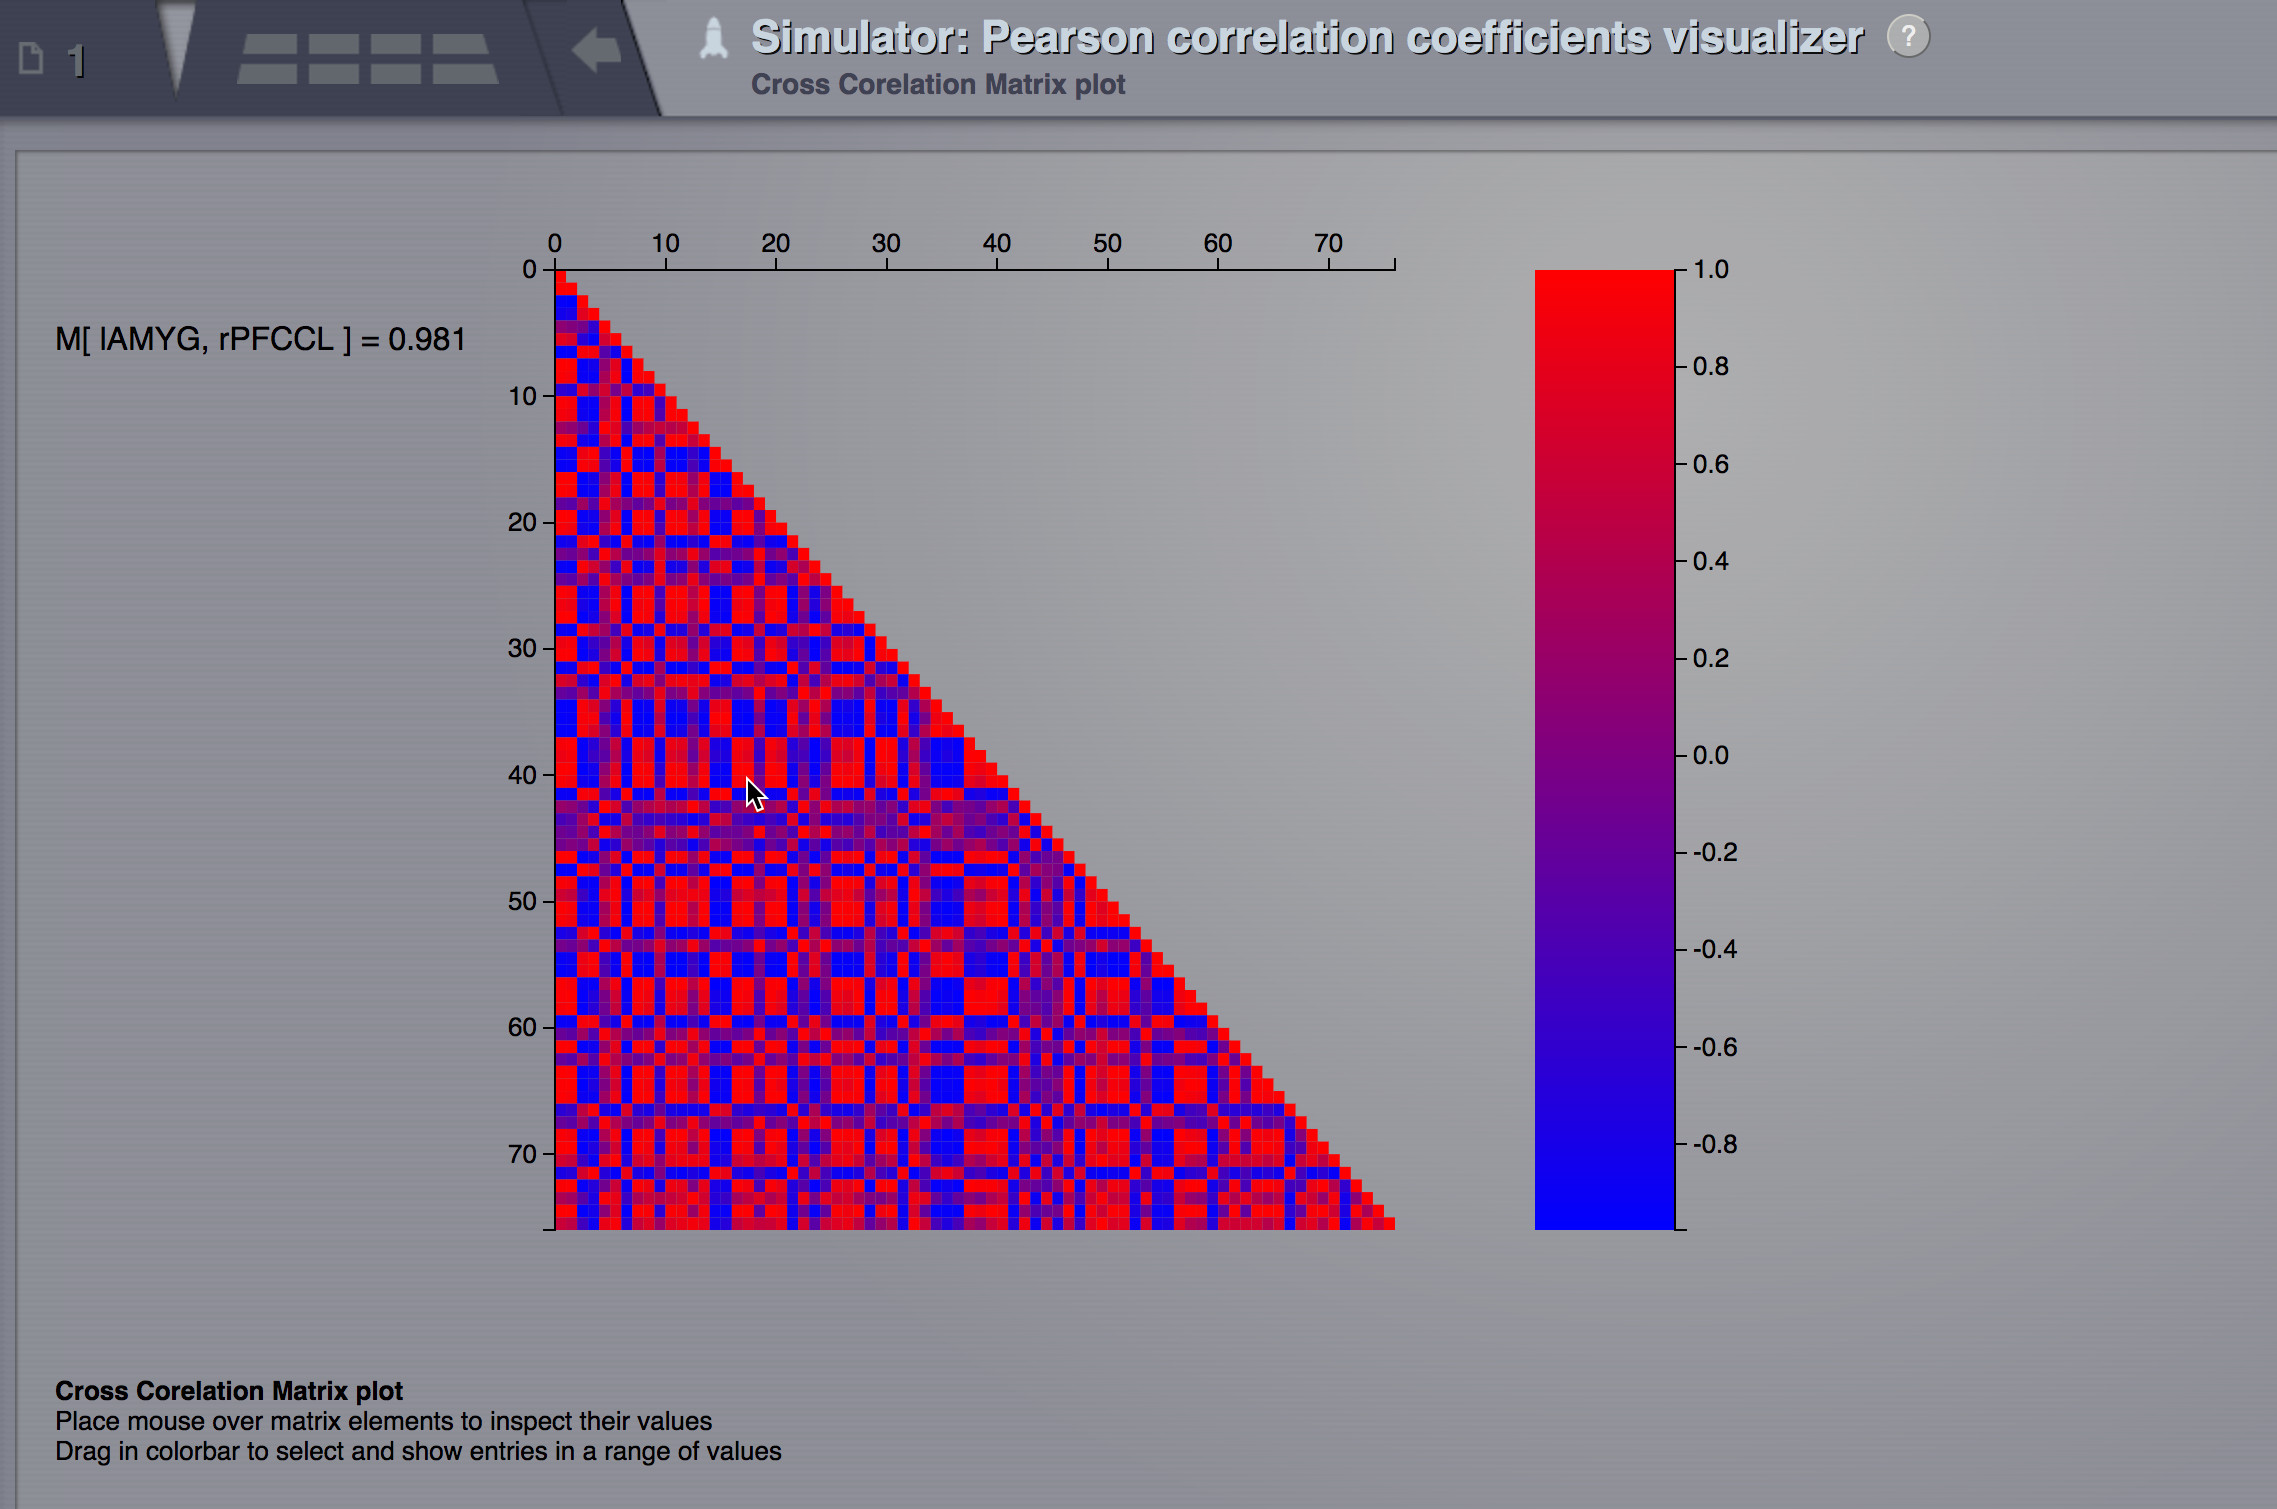 1
Simulator: Pearson correlation coefficients visualizer ?
Cross Corelation Matrix plot
0 10 20 30 40 50 60 70
0
10
20
30
40
50
60
70
M[ lAMYG, rPFCCL ] = 0.981
1.0
0.8
0.6
0.4
0.2
0.0
-0.2
-0.4
-0.6
-0.8
Cross Corelation Matrix plot
Place mouse over matrix elements to inspect their values
Drag in colorbar to select and show entries in a range of values